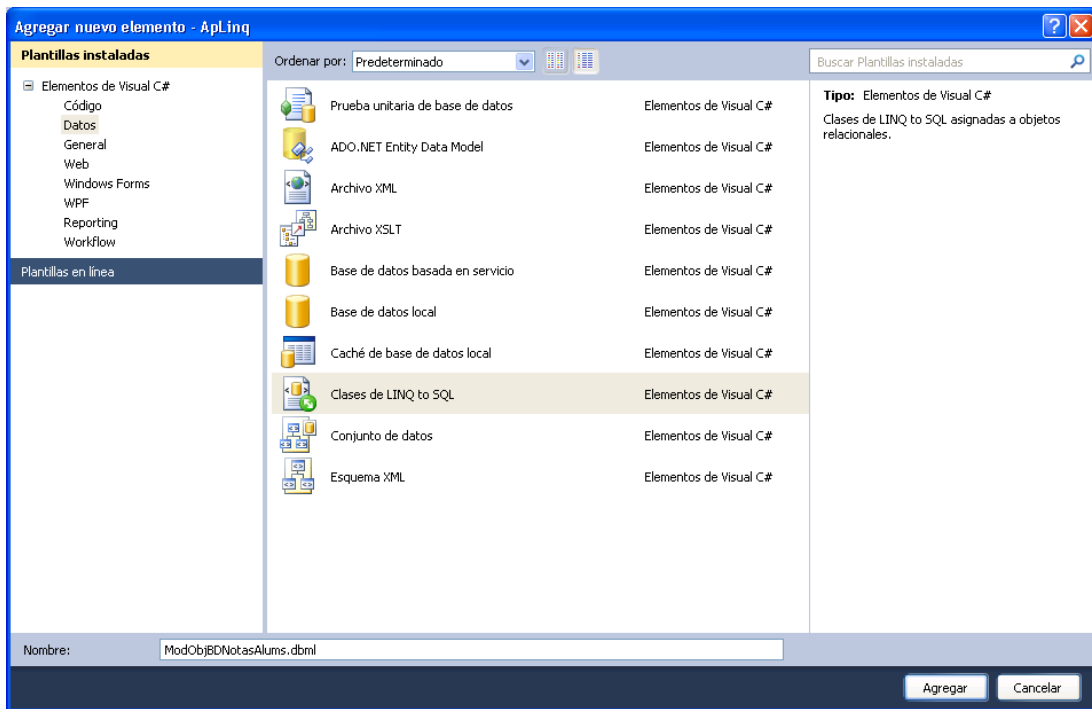 Agregar nuevo elemento - ApLinq
Plantillas instaladas
Elementos de Visual C#
Código
Datos
General
Web
Windows Forms
WPF
Reporting
Workflow
Plantillas en línea
Ordenar por: Predeterminado
Prueba unitaria de base de datos Elementos de Visual C#
ADO.NET Entity Data Model Elementos de Visual C#
Archivo XML Elementos de Visual C#
Archivo XSLT Elementos de Visual C#
Base de datos basada en servicio Elementos de Visual C#
Base de datos local Elementos de Visual C#
Caché de base de datos local Elementos de Visual C#
Clases de LINQ to SQL Elementos de Visual C#
Conjunto de datos Elementos de Visual C#
Esquema XML Elementos de Visual C#
Buscar Plantillas instaladas
Tipo: Elementos de Visual C#
Clases de LINQ to SQL asignadas a objetos
relacionales.
Nombre: ModObjBDNotasAlums.dbml
Agregar Cancelar